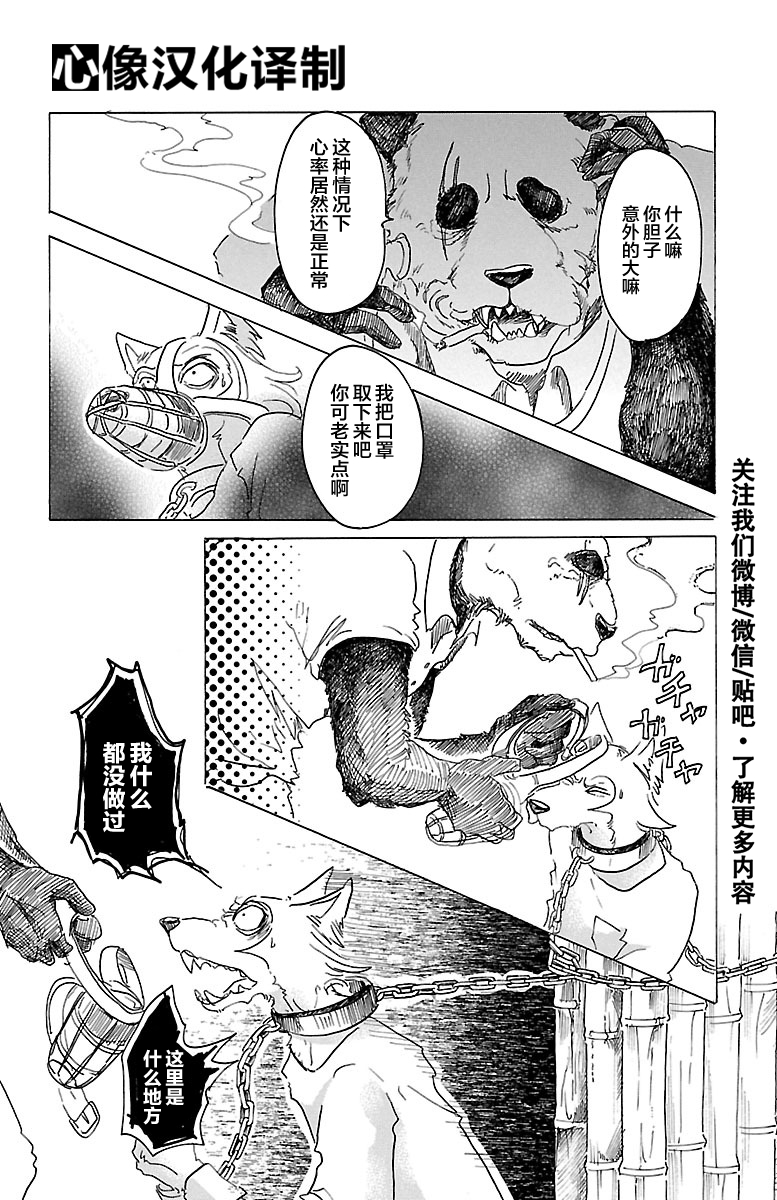 心像汉化译制
什么嘛
你胆子
意外的大嘛
这种情况下
心率居然还是正常
我把口罩
取下来吧
你可老实点啊
关注我们微博/微信/贴吧·了解更多内容
ガチャ
ガチャ
我什么
都没做过
这里是
什么地方